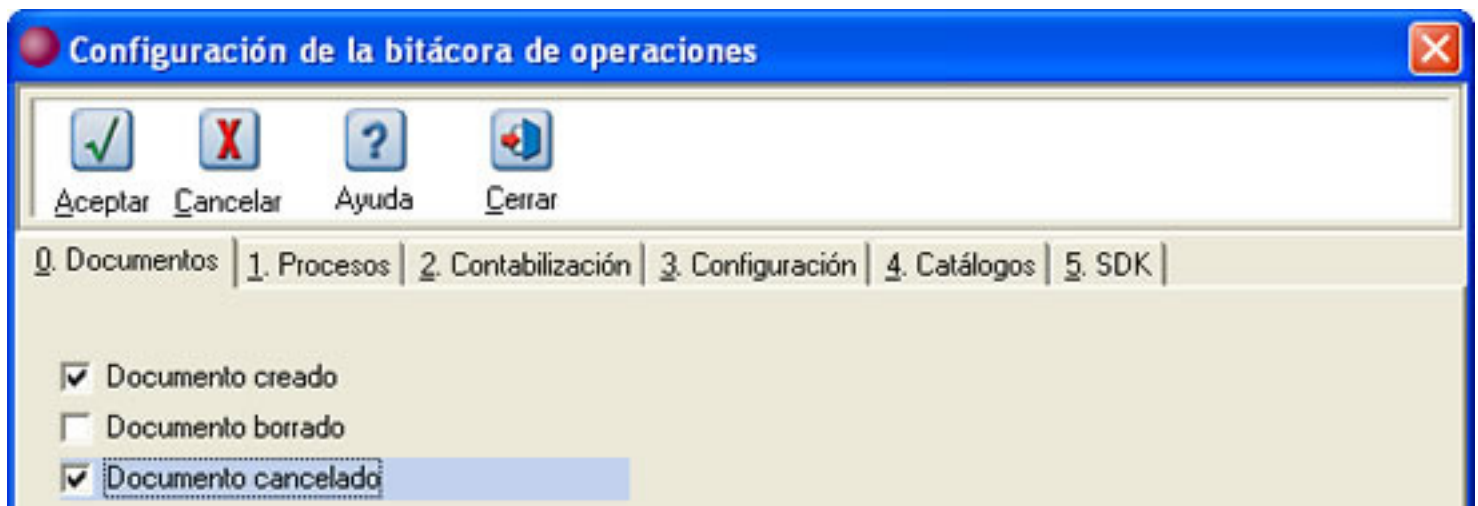 Configuración de la bitácora de operaciones
Aceptar Cancelar Ayuda Cerrar
0. Documentos 1. Procesos 2. Contabilización 3. Configuración 4. Catálogos 5. SDK
Documento creado
Documento borrado
Documento cancelado